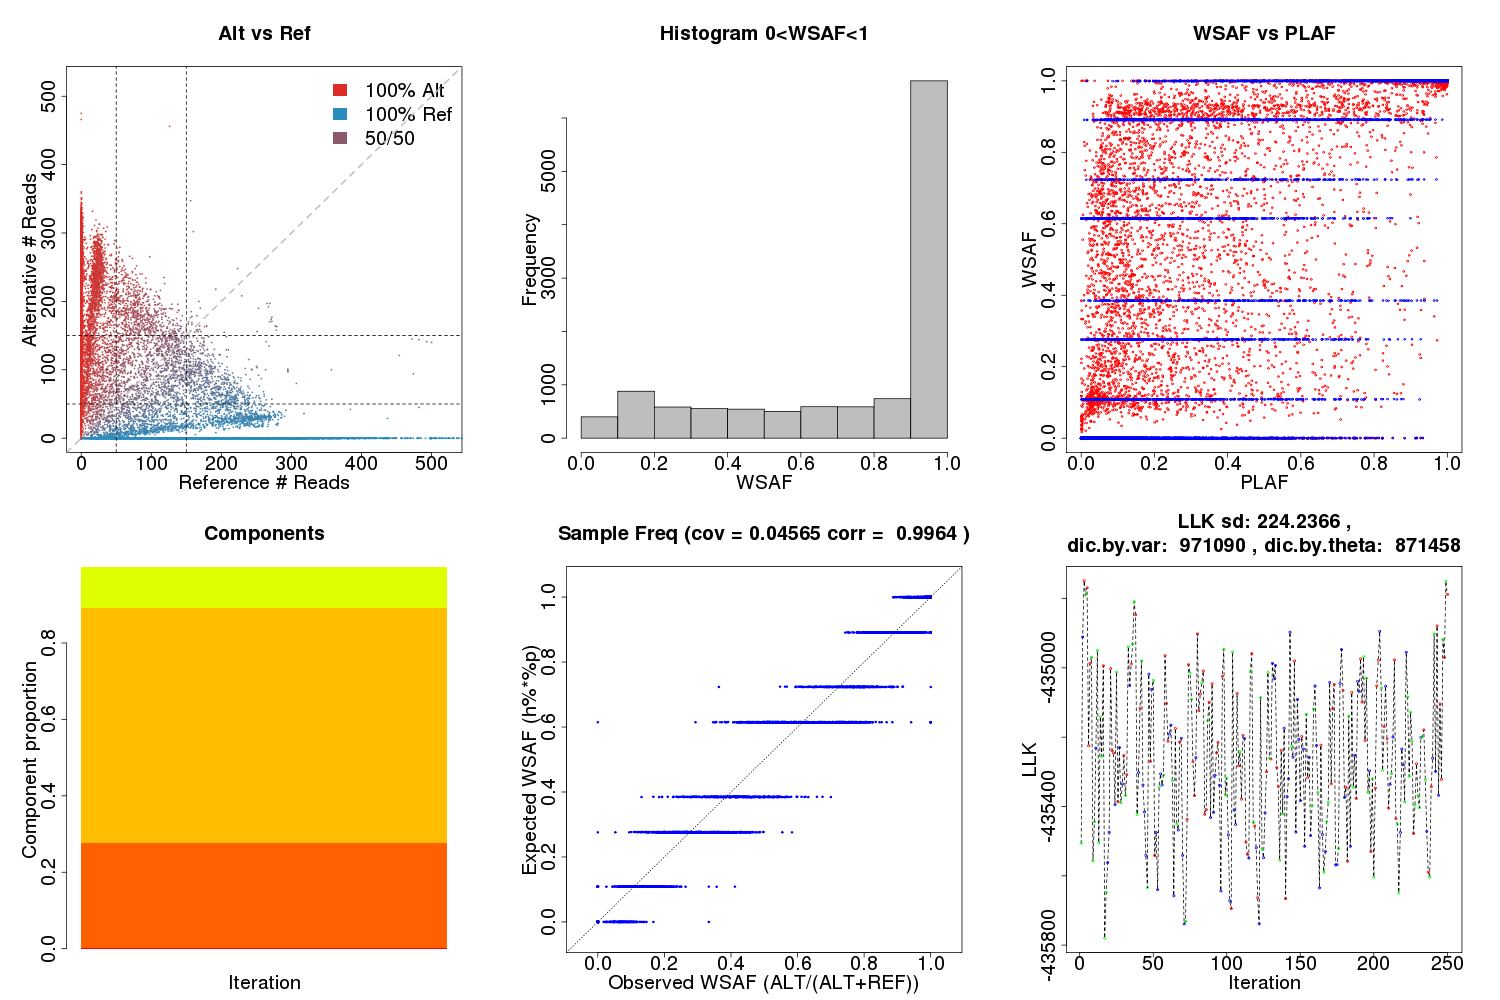 Alt vs Ref
100% Alt
100% Ref
50/50
Alternative # Reads
0 100 200 300 400 500
0 100 200 300 400 500
Reference # Reads
Histogram 0<WSAF<1
Frequency
0 1000 3000 5000
0.0 0.2 0.4 0.6 0.8 1.0
WSAF
WSAF vs PLAF
WSAF
0.0 0.2 0.4 0.6 0.8 1.0
0.0 0.2 0.4 0.6 0.8 1.0
PLAF
Components
Component proportion
0.0 0.2 0.4 0.6 0.8
Iteration
Sample Freq (cov = 0.04565 corr =  0.9964 )
Expected WSAF (h%*%p)
0.0 0.2 0.4 0.6 0.8 1.0
0.0 0.2 0.4 0.6 0.8 1.0
Observed WSAF (ALT/(ALT+REF))
LLK sd: 224.2366 ,
dic.by.var:  971090 , dic.by.theta:  871458
LLK
-435800 -435400 -435000
0 50 100 150 200 250
Iteration